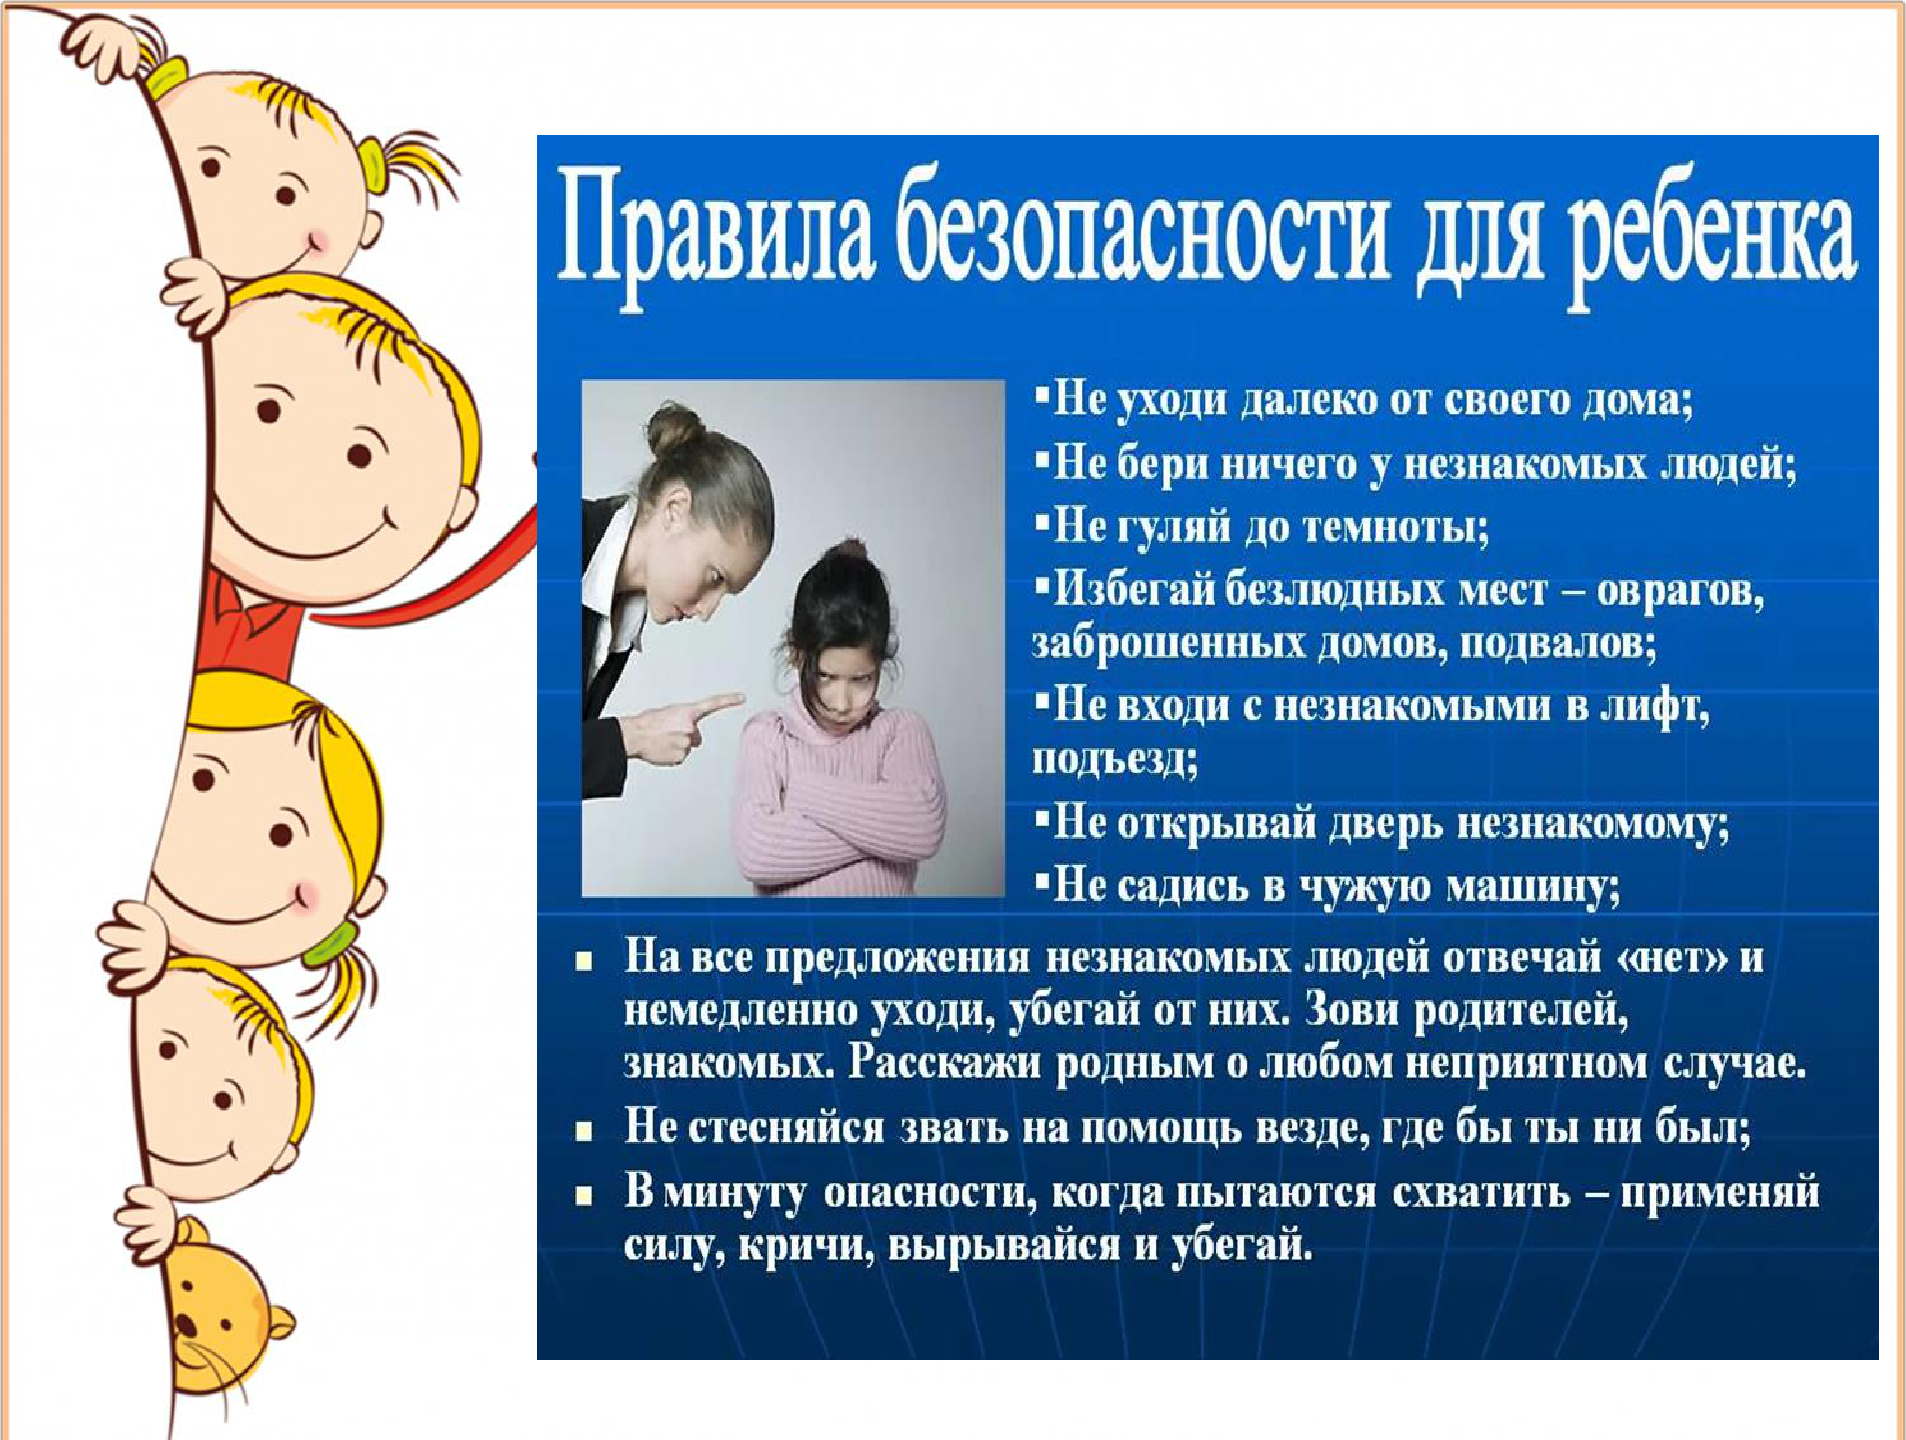 Правила безопасности для ребенка
▪Не уходи далеко от своего дома;
▪Не бери ничего у незнакомых людей;
▪Не гуляй до темноты;
▪Избегай безлюдных мест – оврагов,
заброшенных домов, подвалов;
▪Не входи с незнакомыми в лифт,
подъезд;
▪Не открывай дверь незнакомому;
▪Не садись в чужую машину;
▪ На все предложения незнакомых людей отвечай «нет» и
немедленно уходи, убегай от них. Зови родителей,
знакомых. Расскажи родным о любом неприятном случае.
▪ Не стесняйся звать на помощь везде, где бы ты ни был;
▪ В минуту опасности, когда пытаются схватить – применяй
силу, кричи, вырывайся и убегай.